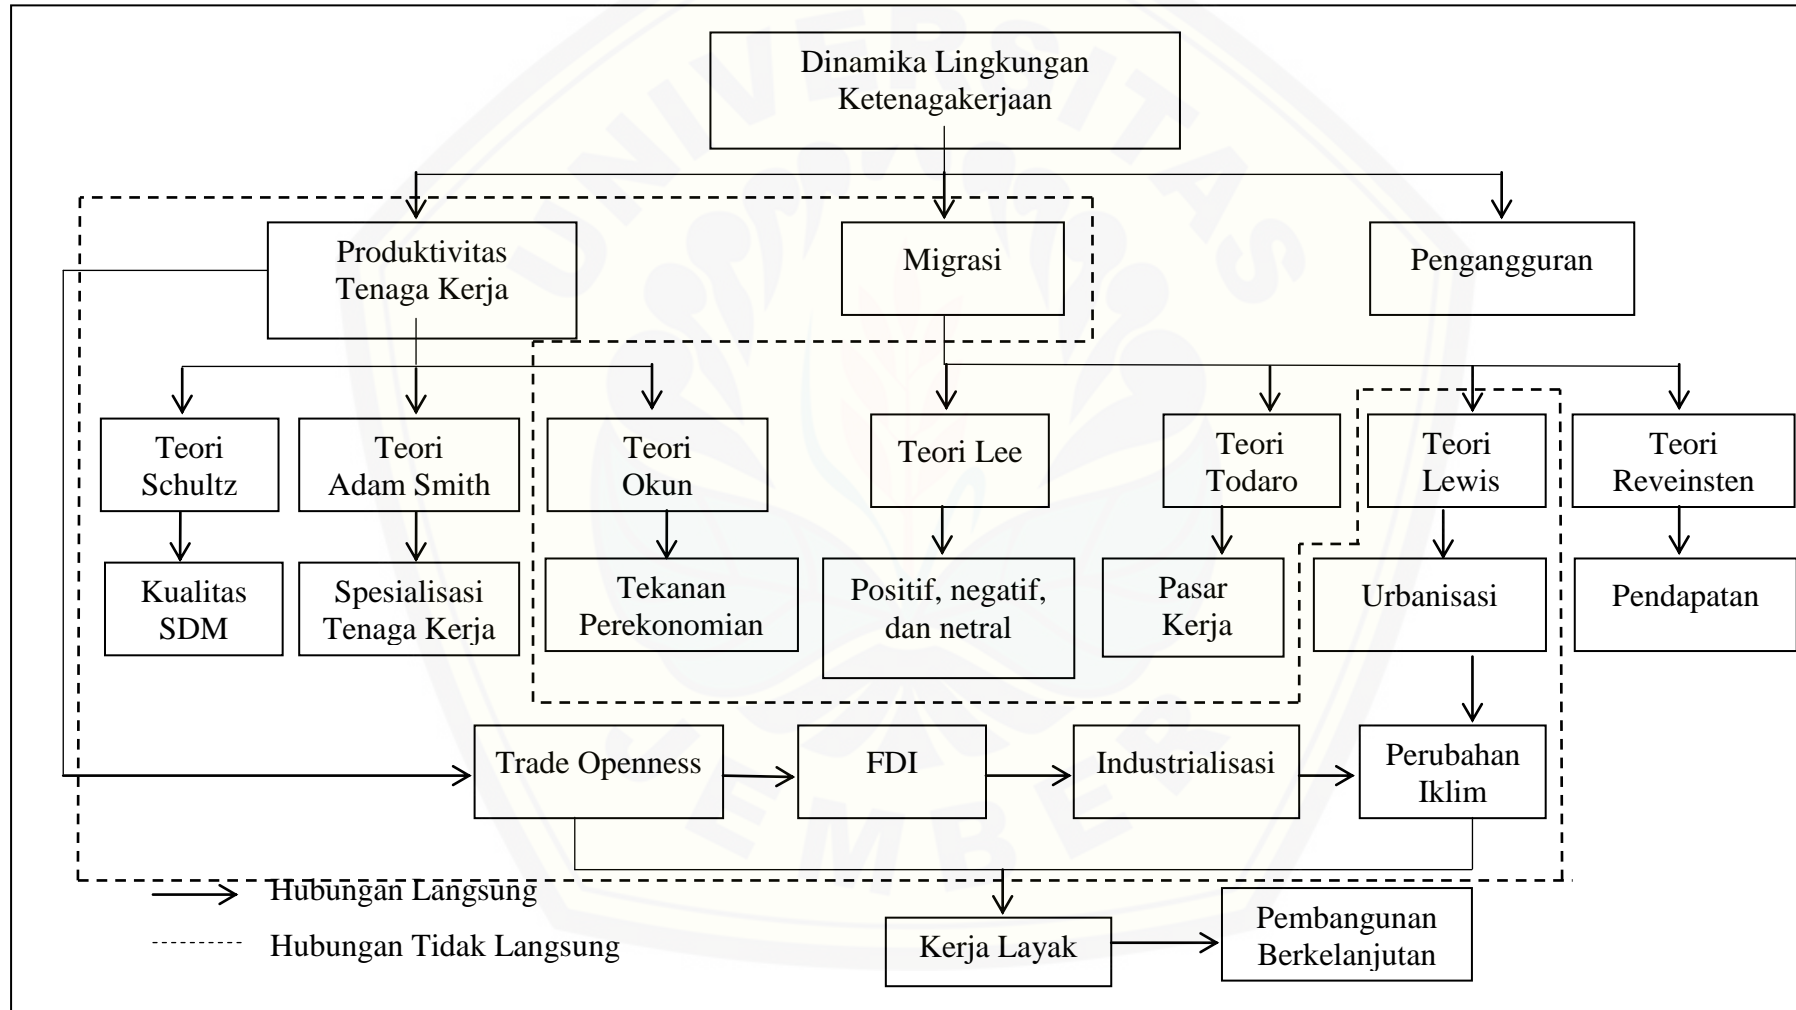 Dinamika Lingkungan
Ketenagakerjaan
Produktivitas
Tenaga Kerja
Migrasi
Pengangguran
Teori
Schultz
Teori
Adam Smith
Teori
Okun
Teori Lee
Teori
Todaro
Teori
Lewis
Teori
Reveinsten
Kualitas
SDM
Spesialisasi
Tenaga Kerja
Tekanan
Perekonomian
Positif, negatif,
dan netral
Pasar
Kerja
Urbanisasi
Pendapatan
Trade Openness
FDI
Industrialisasi
Perubahan
Iklim
Hubungan Langsung
Hubungan Tidak Langsung
Kerja Layak
Pembangunan
Berkelanjutan
UNIVERSITAS
JEMBER